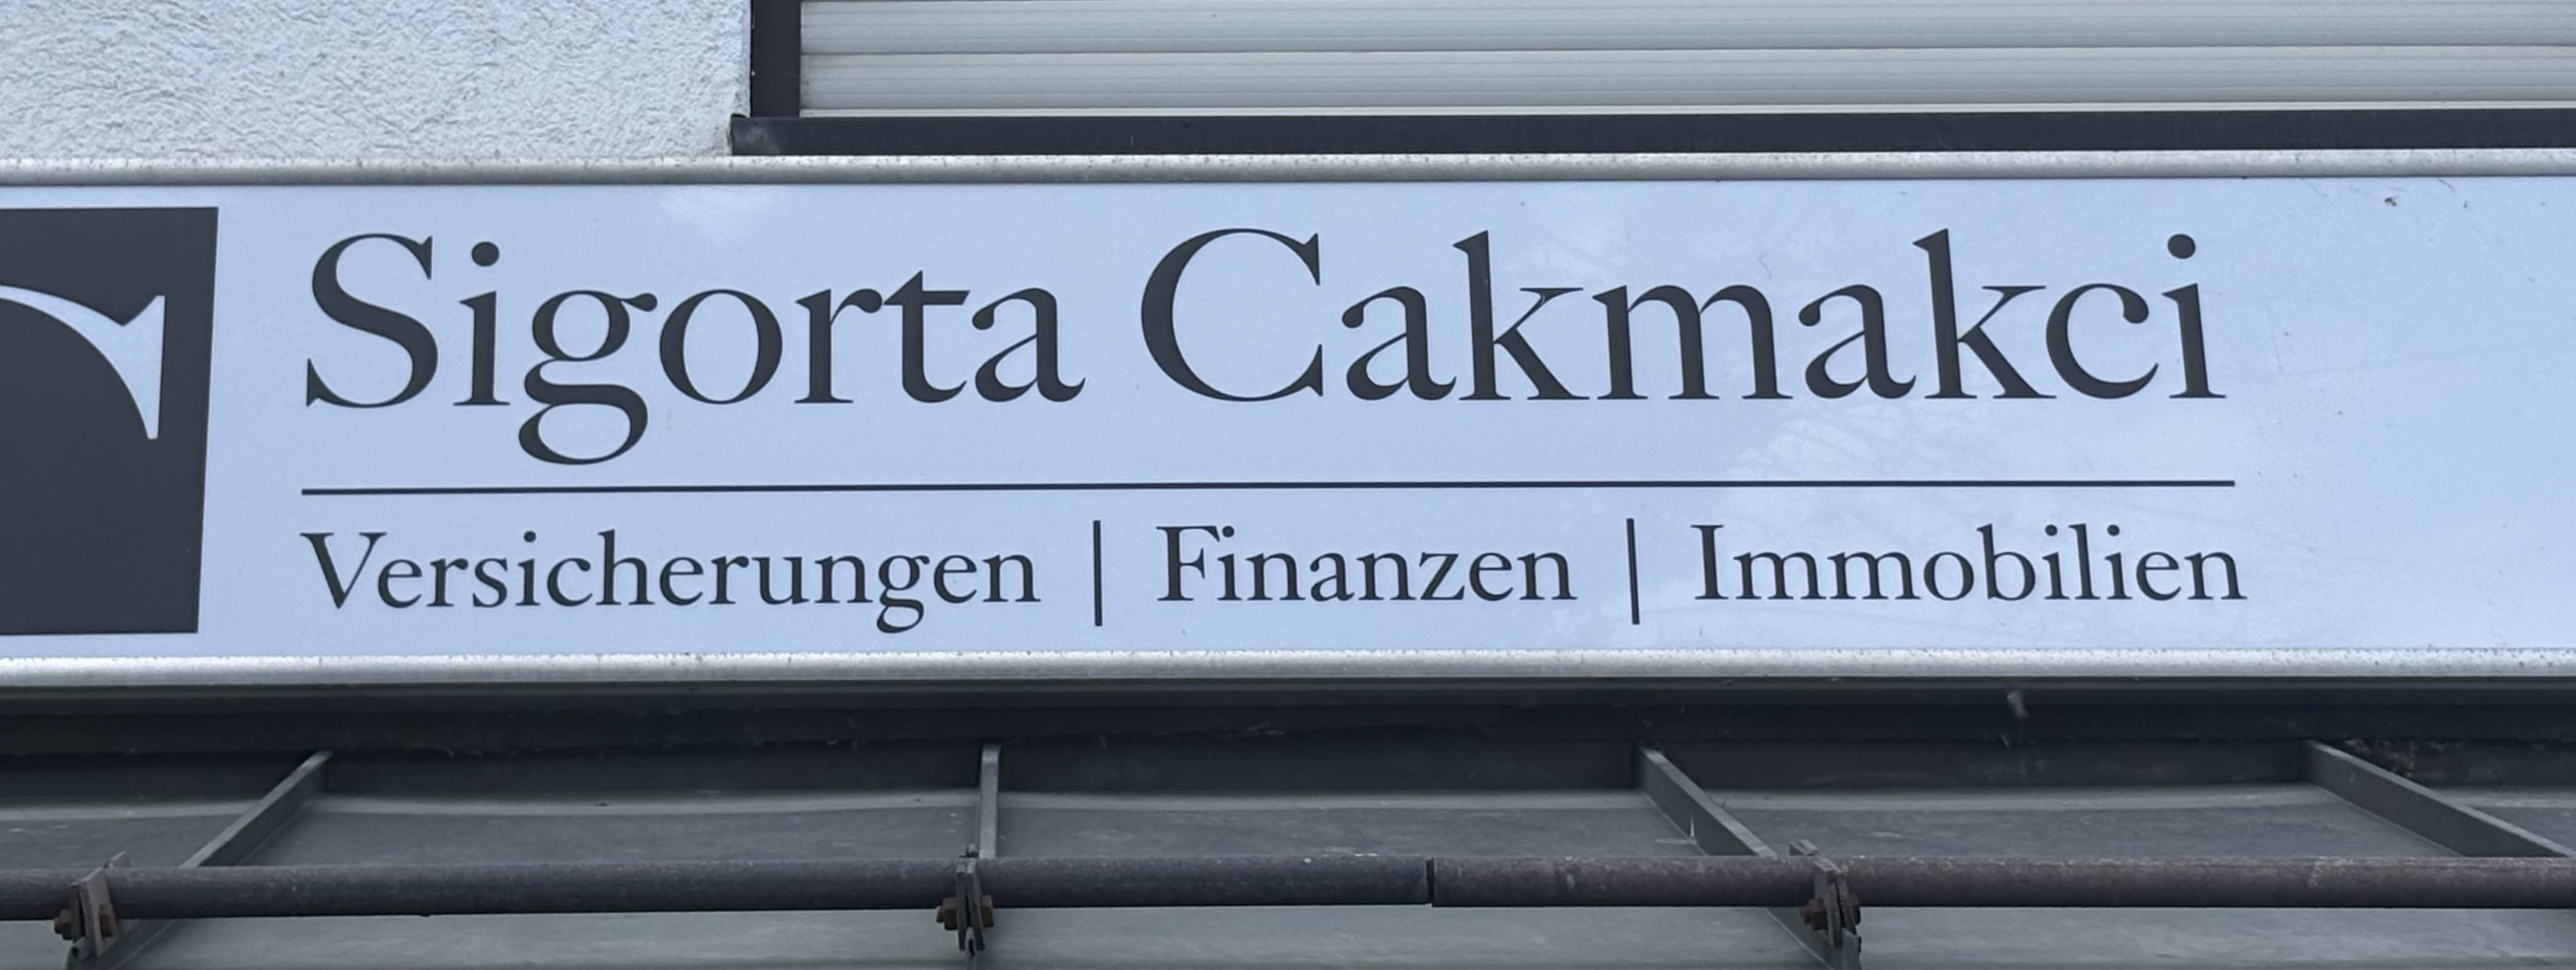 Sigorta Cakmakci
Versicherungen | Finanzen | Immobilien